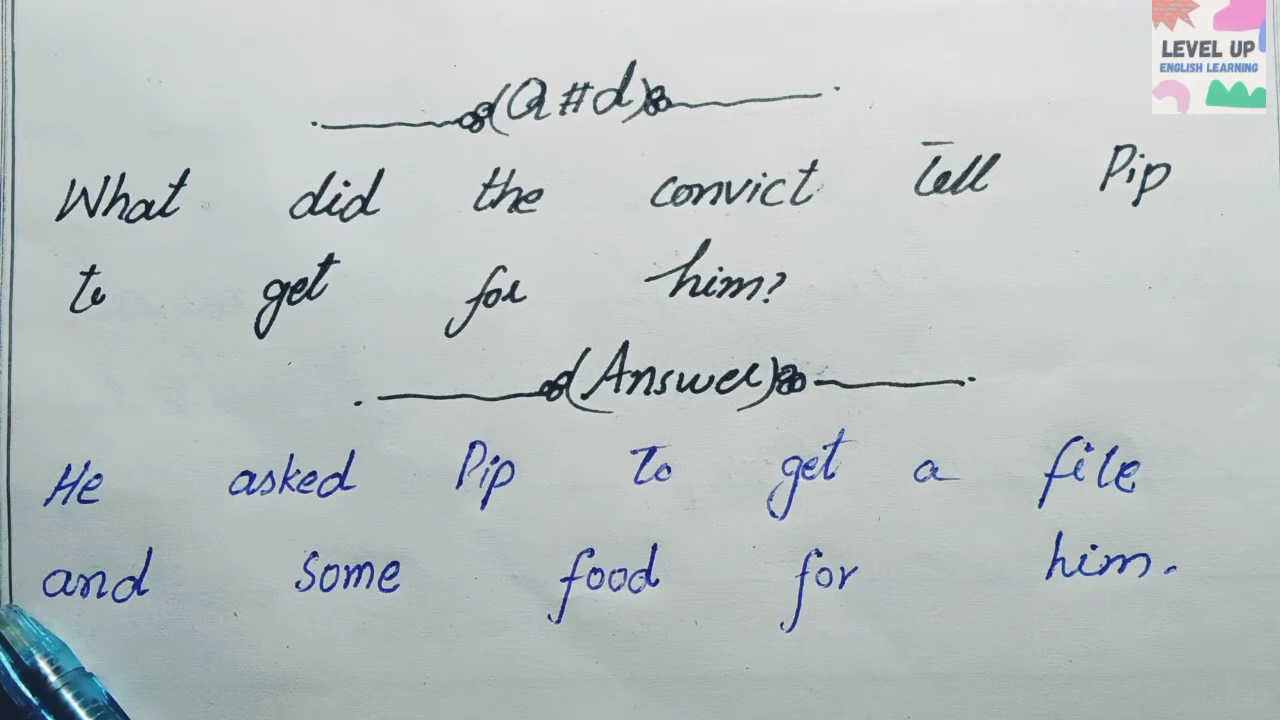 LEVEL UP
ENGLISH LEARNING
(Q#d)
What did the convict Tell Pip
to get for him?
(Answer)
He asked Pip To get a file
and some food for him.